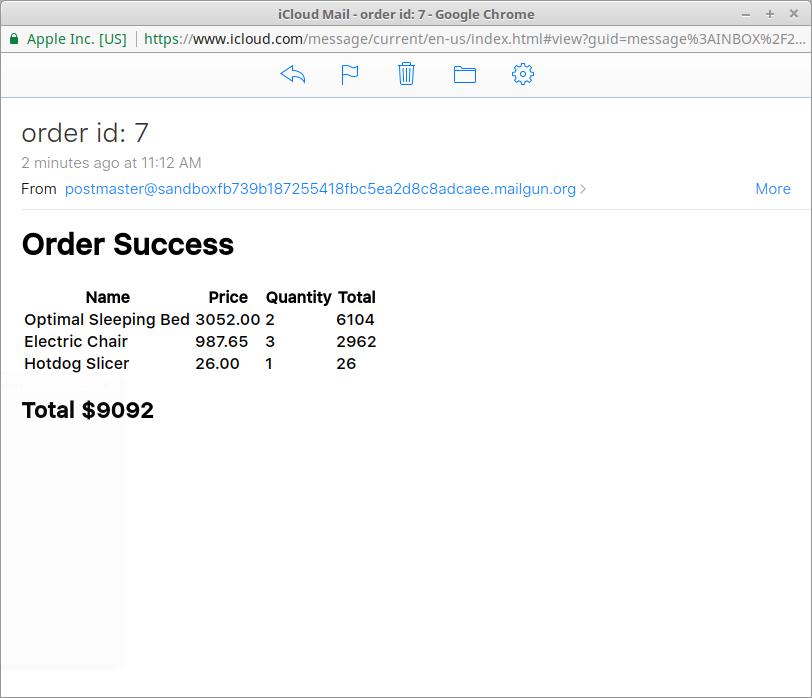 iCloud Mail - order id: 7 - Google Chrome
Apple Inc. [US] https://www.icloud.com/message/current/en-us/index.html#view?guid=message%3AINBOX%2F2...
order id: 7
2 minutes ago at 11:12 AM
From postmaster@sandboxfb739b187255418fbc5ea2d8c8adcaee.mailgun.org More
Order Success
Name Price Quantity Total
Optimal Sleeping Bed 3052.00 2 6104
Electric Chair 987.65 3 2962
Hotdog Slicer 26.00 1 26
Total $9092